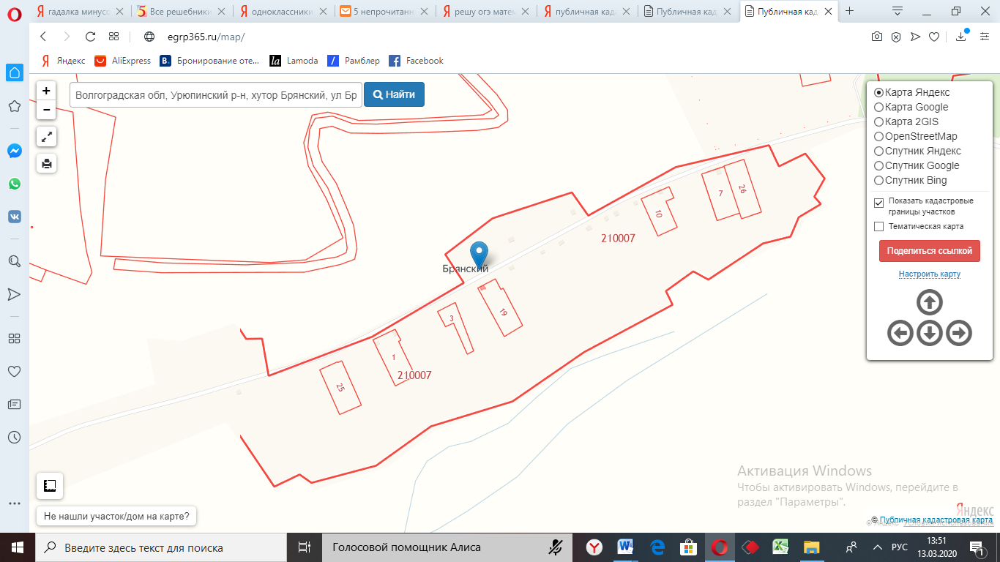 гадалка минусс
Все решебники
одноклассники
5 непрочитанн
решу огэ матем
публичная када
Публичная кад
Публичная кад
egrp365.ru/map/
Яндекс
AliExpress
Бронирование оте...
Lamoda
Рамблер
Facebook
+
−
Волгоградская обл, Урюпинский р-н, хутор Брянский, ул Бр
Найти
Карта Яндекс
Карта Google
Карта 2GIS
OpenStreetMap
Спутник Яндекс
Спутник Google
Спутник Bing
Показать кадастровые
границы участков
Тематическая карта
Поделиться ссылкой
Настроить карту
7
26
10
210007
Брянский
19
3
1
210007
25
Активация Windows
Чтобы активировать Windows, перейдите в
раздел "Параметры".
Яндекс
© Публичная кадастровая карта
© Яндекс Условия использования
Не нашли участок/дом на карте?
Введите здесь текст для поиска
Голосовой помощник Алиса
РУС
13:51
13.03.2020
1